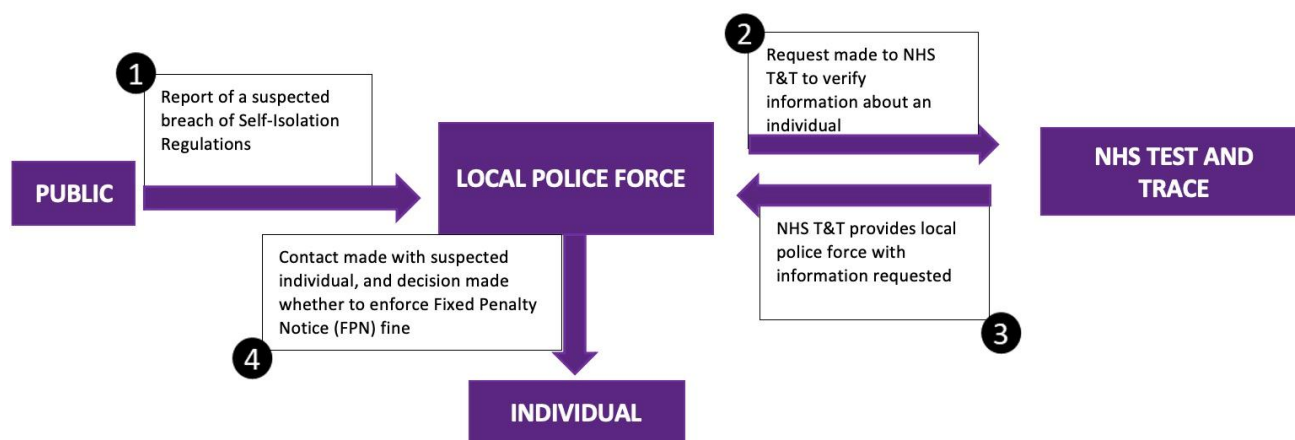 1
Report of a suspected
breach of Self-Isolation
Regulations
PUBLIC
LOCAL POLICE FORCE
2
Request made to NHS
T&T to verify
information about an
individual
NHS TEST AND
TRACE
NHS T&T provides local
police force with
information requested
3
Contact made with suspected
individual, and decision made
whether to enforce Fixed Penalty
Notice (FPN) fine
4
INDIVIDUAL